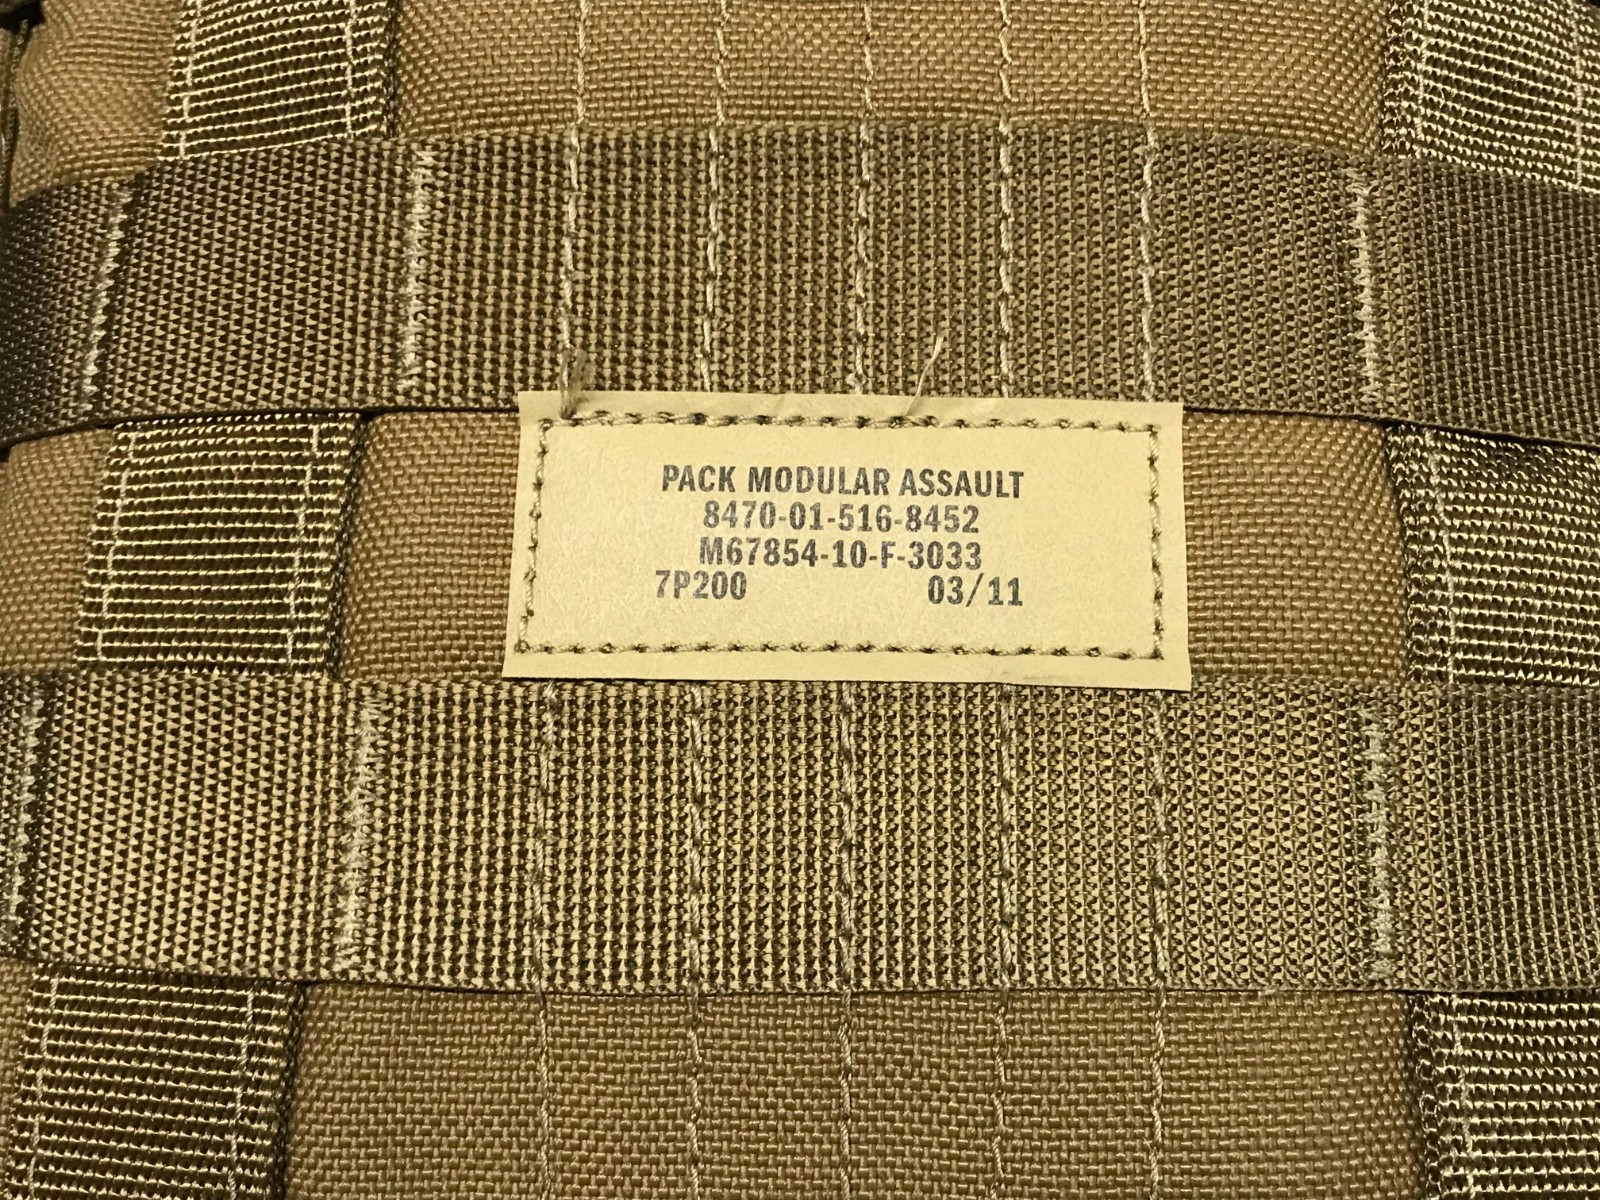 PACK MODULAR ASSAULT
8470-01-516-8452
M67854-10-F-3033
7P200 03/11